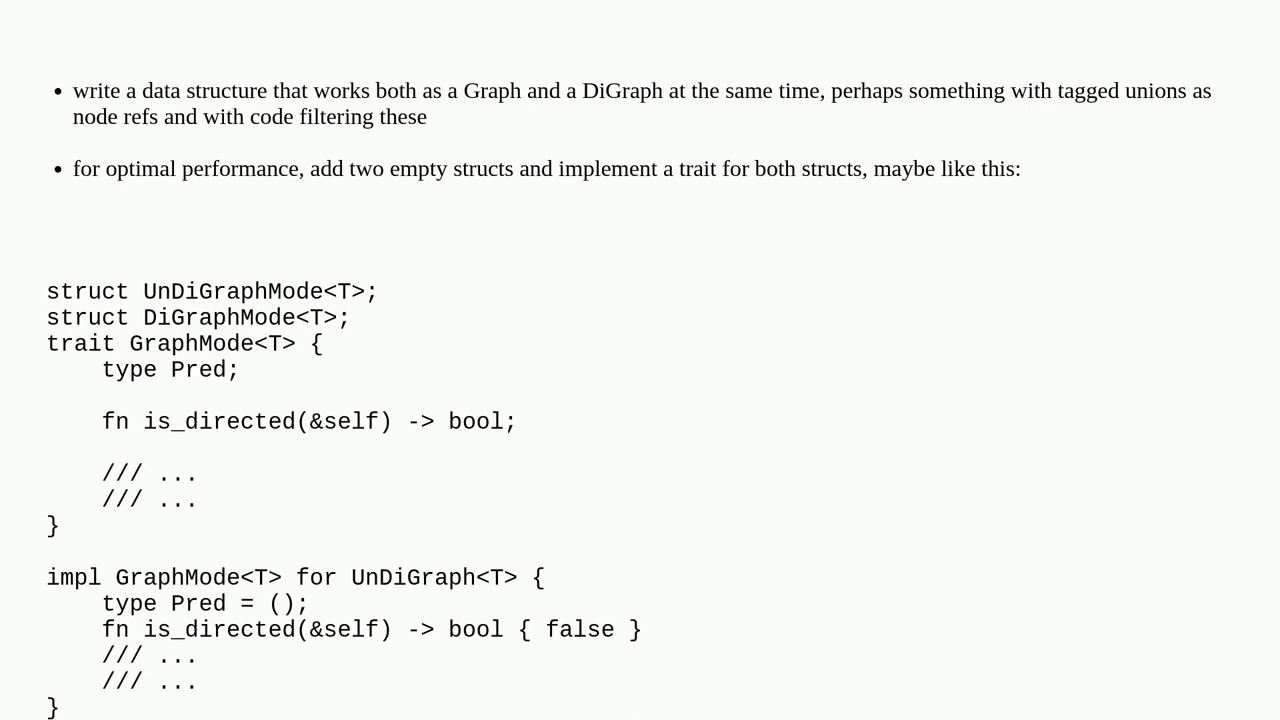 • write a data structure that works both as a Graph and a DiGraph at the same time, perhaps something with tagged unions as
node refs and with code filtering these
• for optimal performance, add two empty structs and implement a trait for both structs, maybe like this:
struct UnDiGraphMode<T>;
struct DiGraphMode<T>;
trait GraphMode<T> {
    type Pred;
    fn is_directed(&self) -> bool;
    /// ...
    /// ...
}
impl GraphMode<T> for UnDiGraph<T> {
    type Pred = ();
    fn is_directed(&self) -> bool { false }
    /// ...
    /// ...
}